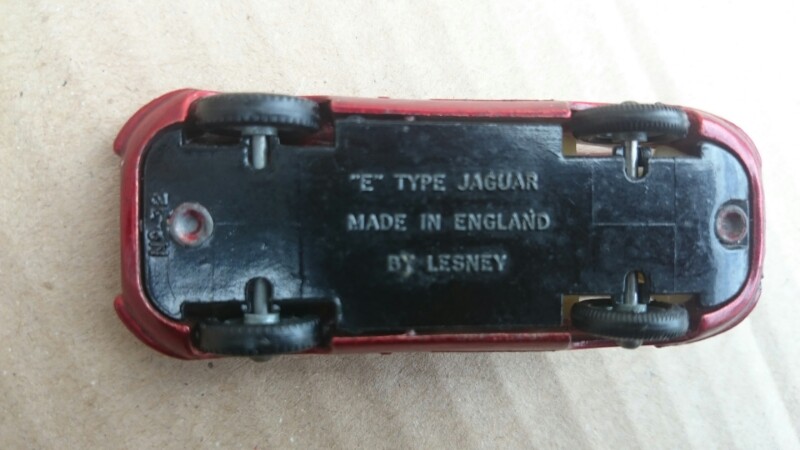 "E" TYPE JAGUAR
MADE IN ENGLAND
BY LESNEY
NO. 32